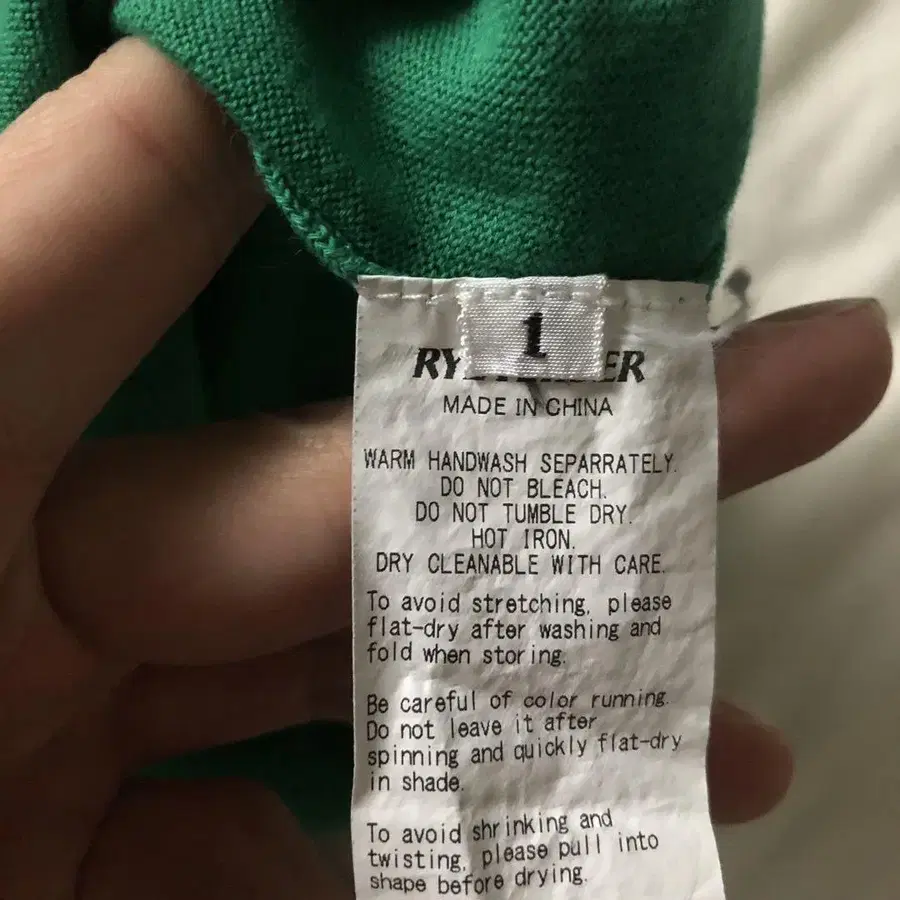 1
MADE IN CHINA
WARM HANDWASH SEPARRATELY.
DO NOT BLEACH.
DO NOT TUMBLE DRY.
HOT IRON.
DRY CLEANABLE WITH CARE.
To avoid stretching, please
flat-dry after washing and
fold when storing.
Be careful of color running.
Do not leave it after
spinning and quickly flat-dry
in shade.
To avoid shrinking and
twisting, please pull into
shape before drying.